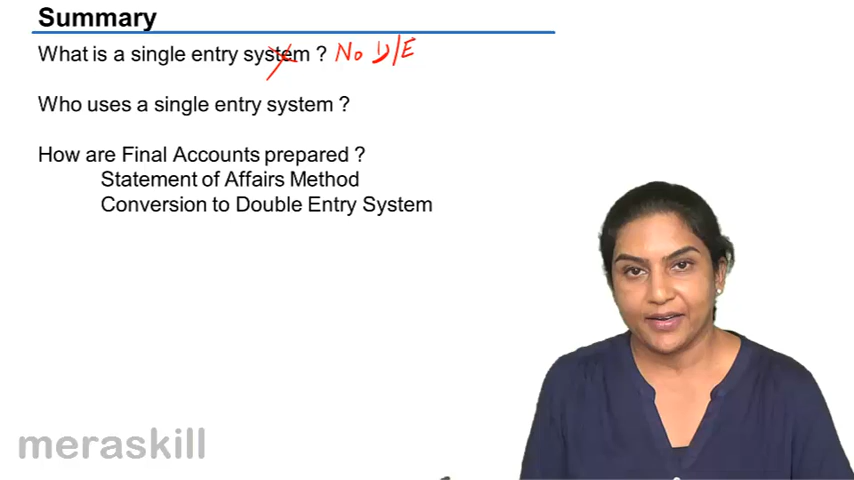 Summary
What is a single entry system ? No D/E
Who uses a single entry system ?
How are Final Accounts prepared ?
Statement of Affairs Method
Conversion to Double Entry System
meraskill